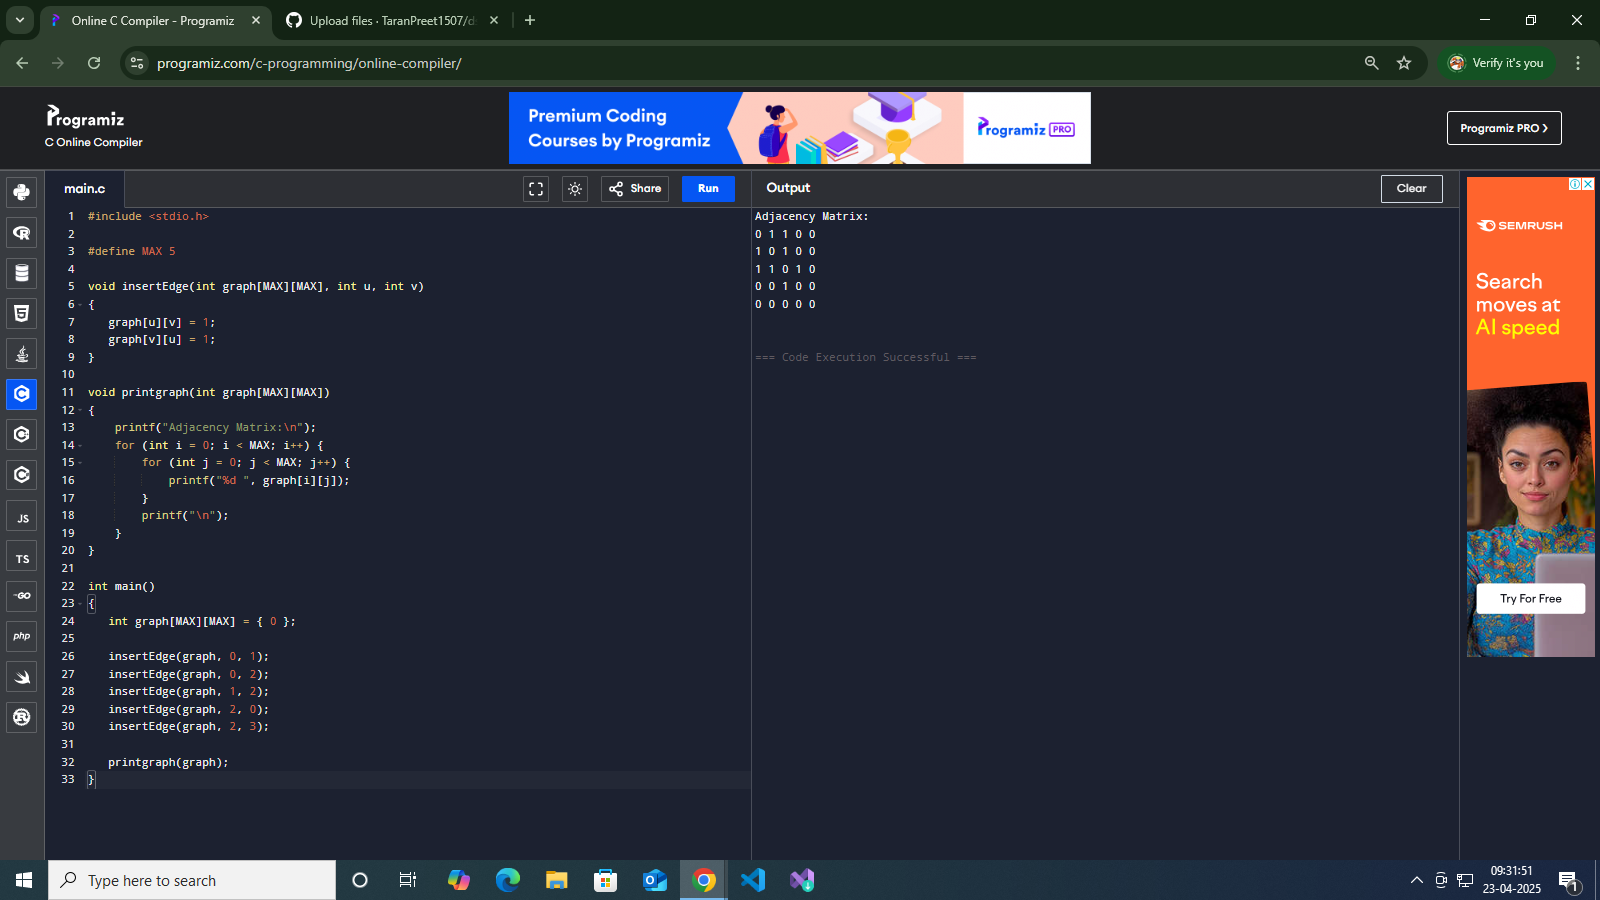 Online C Compiler - Programiz
Upload files · TaranPreet1507/d
programiz.com/c-programming/online-compiler/
Verify it's you
Programiz
C Online Compiler
Premium Coding
Courses by Programiz
Programiz PRO
Programiz PRO
main.c
Share
Run
Output
Clear
1 #include <stdio.h>
2
3 #define MAX 5
4
5 void insertEdge(int graph[MAX][MAX], int u, int v)
6 {
7 graph[u][v] = 1;
8 graph[v][u] = 1;
9 }
10
11 void printgraph(int graph[MAX][MAX])
12 {
13 printf("Adjacency Matrix:\n");
14 for (int i = 0; i < MAX; i++) {
15 for (int j = 0; j < MAX; j++) {
16 printf("%d ", graph[i][j]);
17 }
18 printf("\n");
19 }
20 }
21
22 int main()
23 {
24 int graph[MAX][MAX] = { 0 };
25
26 insertEdge(graph, 0, 1);
27 insertEdge(graph, 0, 2);
28 insertEdge(graph, 1, 2);
29 insertEdge(graph, 2, 0);
30 insertEdge(graph, 2, 3);
31
32 printgraph(graph);
33 }
Adjacency Matrix:
0 1 1 0 0
1 0 1 0 0
1 1 0 1 0
0 0 1 0 0
0 0 0 0 0
=== Code Execution Successful ===
JS
TS
GO
php
SEMRUSH
Search
moves at
AI speed
Try For Free
Type here to search
09:31:51
23-04-2025
1